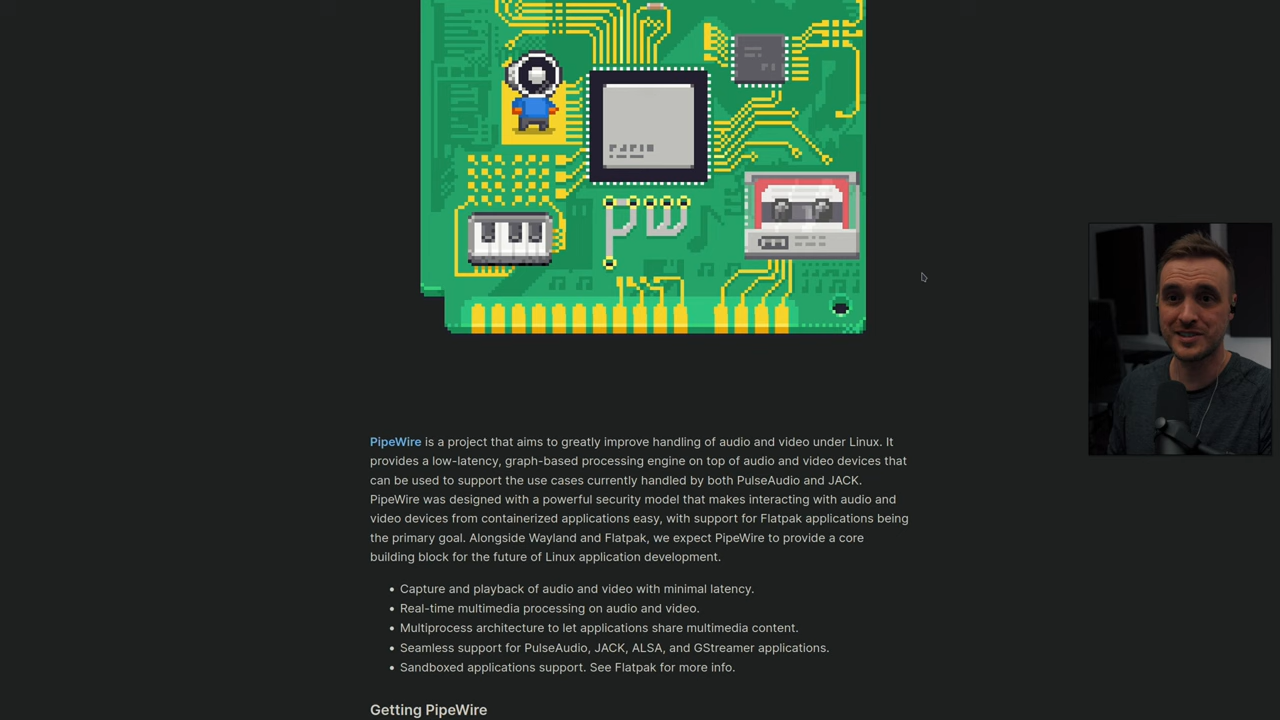 pw
PipeWire is a project that aims to greatly improve handling of audio and video under Linux. It
provides a low-latency, graph-based processing engine on top of audio and video devices that
can be used to support the use cases currently handled by both PulseAudio and JACK.
PipeWire was designed with a powerful security model that makes interacting with audio and
video devices from containerized applications easy, with support for Flatpak applications being
the primary goal. Alongside Wayland and Flatpak, we expect PipeWire to provide a core
building block for the future of Linux application development.
• Capture and playback of audio and video with minimal latency.
• Real-time multimedia processing on audio and video.
• Multiprocess architecture to let applications share multimedia content.
• Seamless support for PulseAudio, JACK, ALSA, and GStreamer applications.
• Sandboxed applications support. See Flatpak for more info.
Getting PipeWire